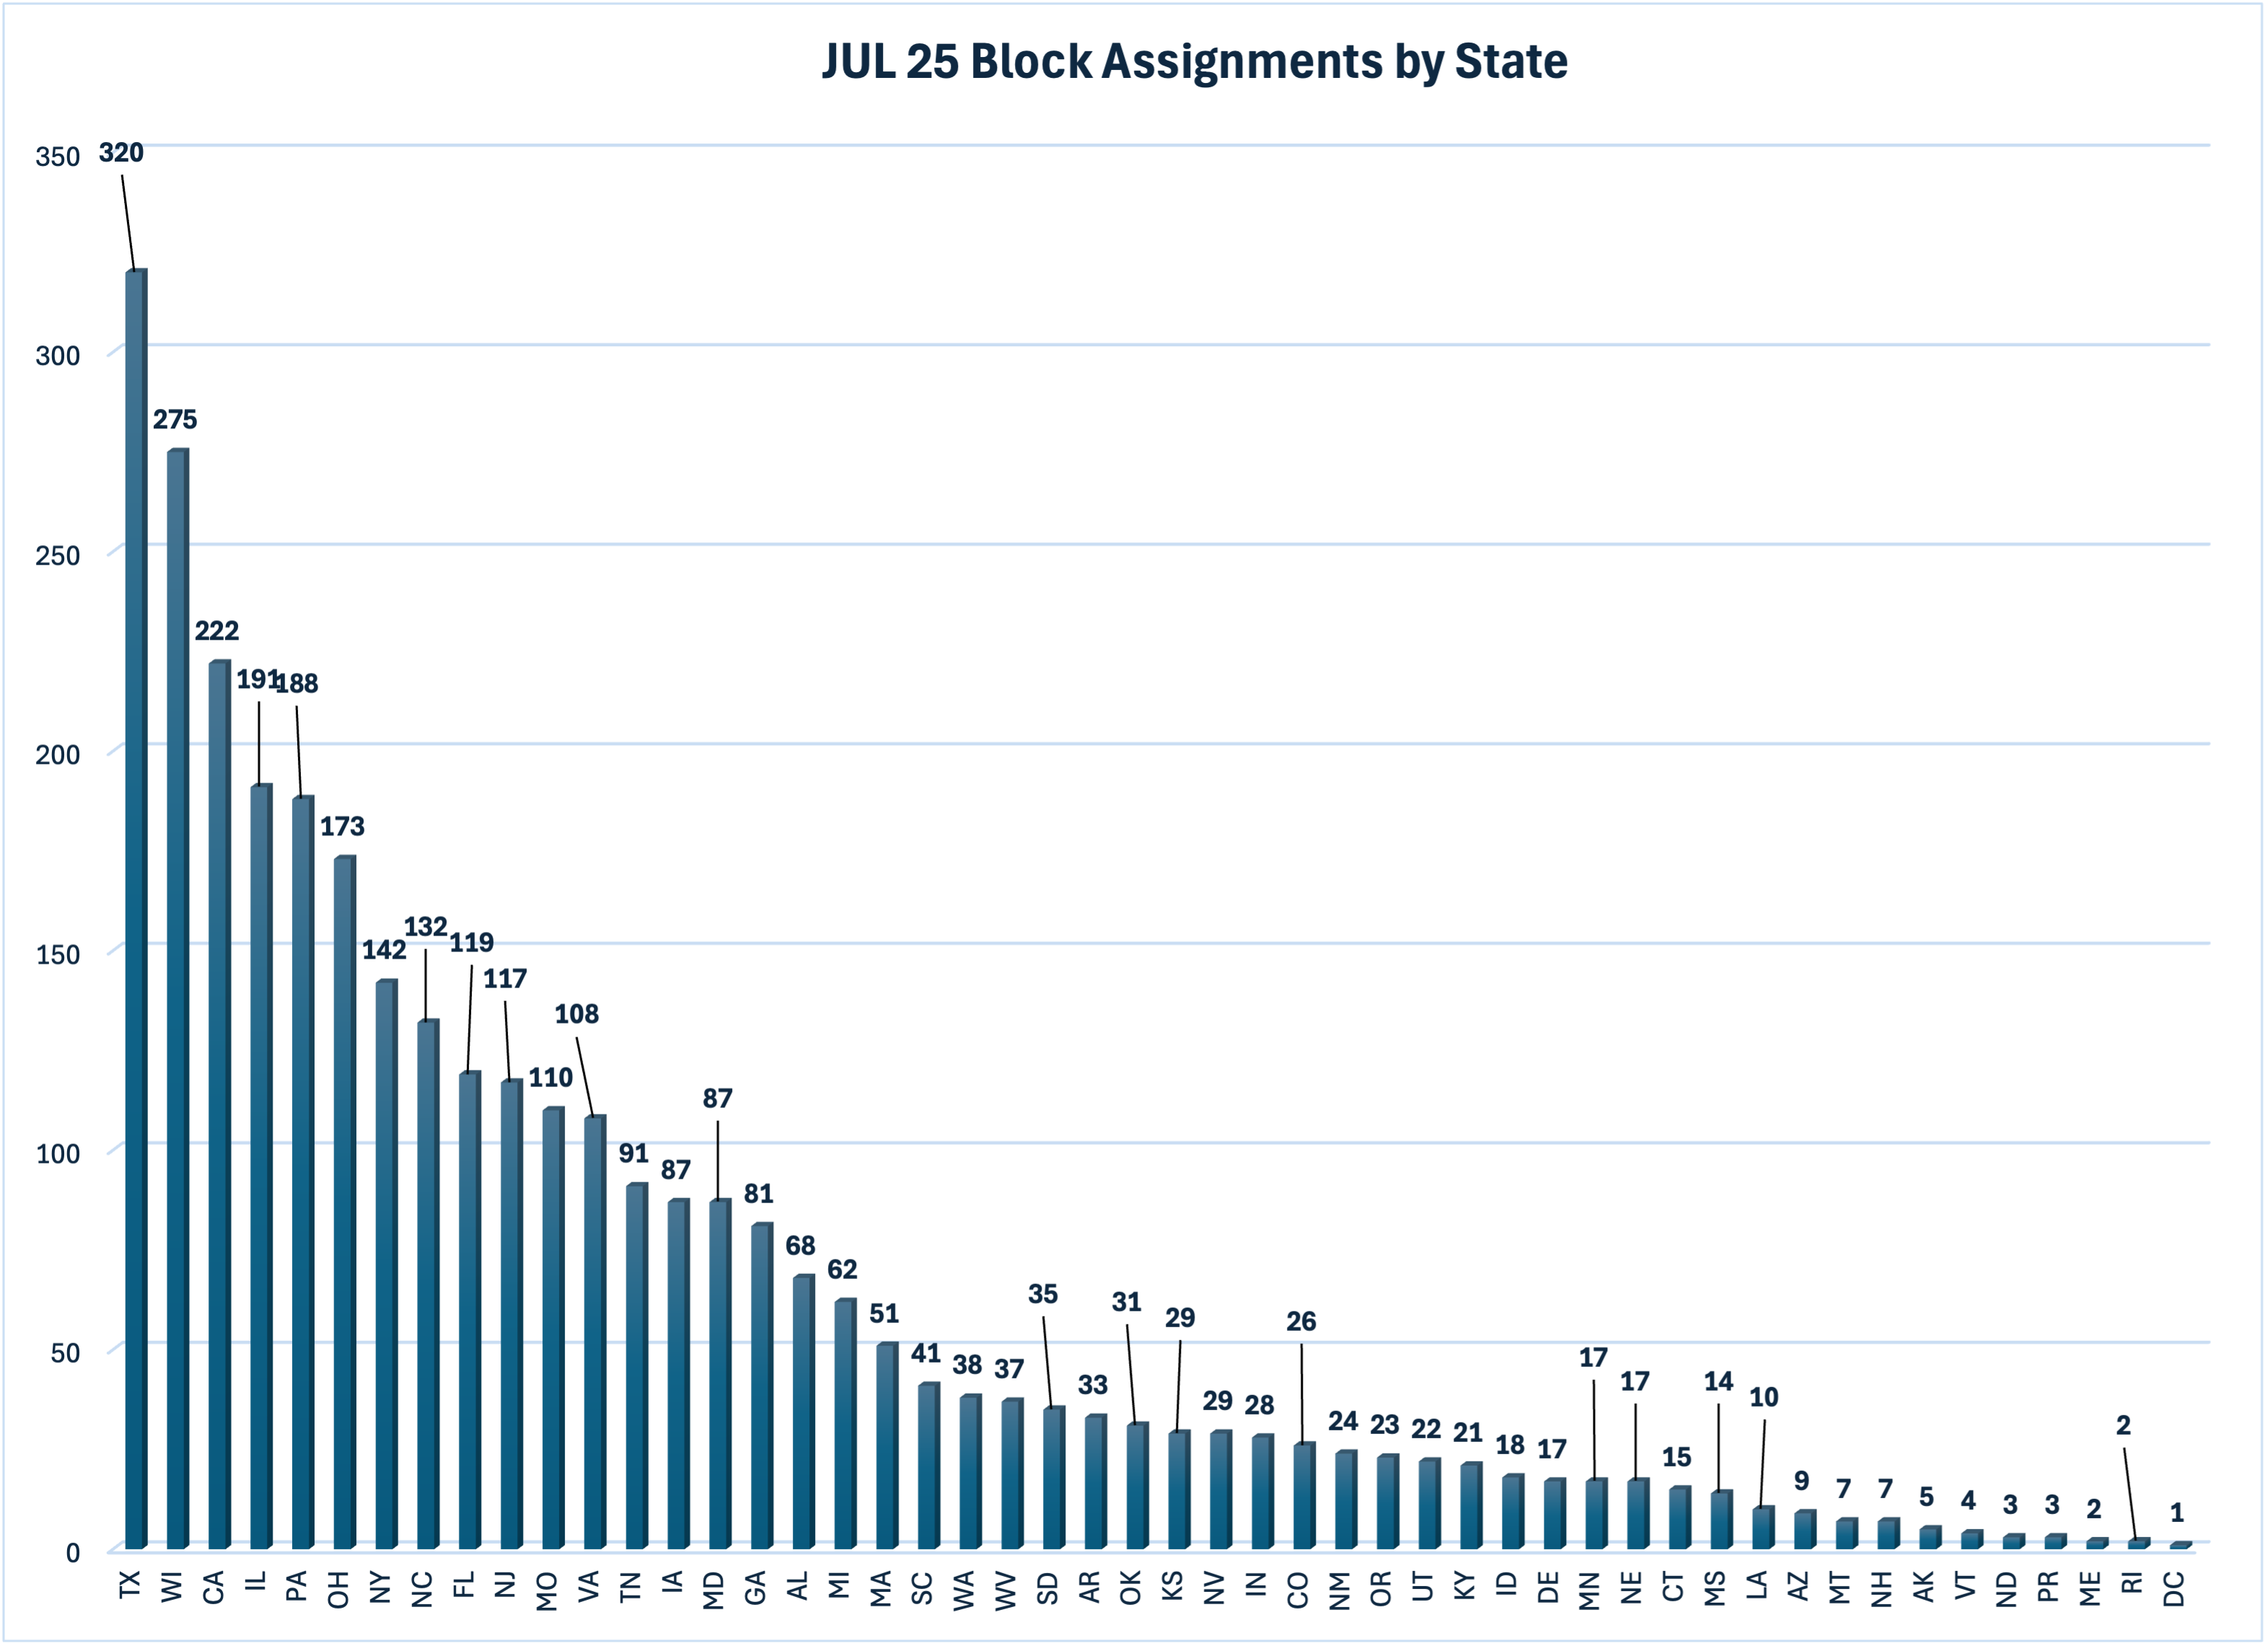 JUL 25 Block Assignments by State
350
300
250
200
150
100
50
0
320
275
222
191
188
173
142
132
119
117
110
108
91
87
87
81
68
62
51
41
38
37
35
33
31
29
29
28
26
24
23
22
21
18
17
17
17
15
14
10
9
7
7
5
4
3
3
2
2
1
TX
WI
CA
IL
PA
OH
NY
NC
FL
NJ
MO
VA
TN
IA
MD
GA
AL
MI
MA
SC
WA
WV
SD
AR
OK
KS
NV
IN
CO
NM
OR
UT
KY
ID
DE
MN
NE
CT
MS
LA
AZ
MT
NH
AK
VT
ND
PR
ME
RI
DC